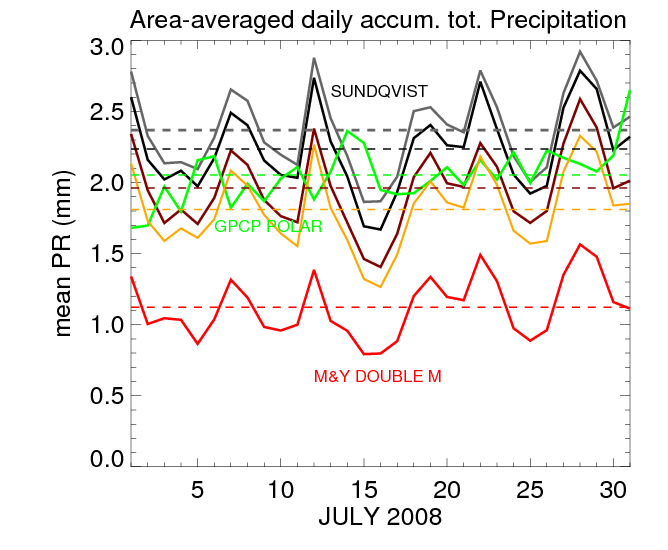 Area-averaged daily accum. tot. Precipitation
3.0
SUNDQVIST
2.5
2.0
GPCP POLAR
1.5
mean PR (mm)
1.0
M&Y DOUBLE M
0.5
0.0
5 10 15 20 25 30
JULY 2008